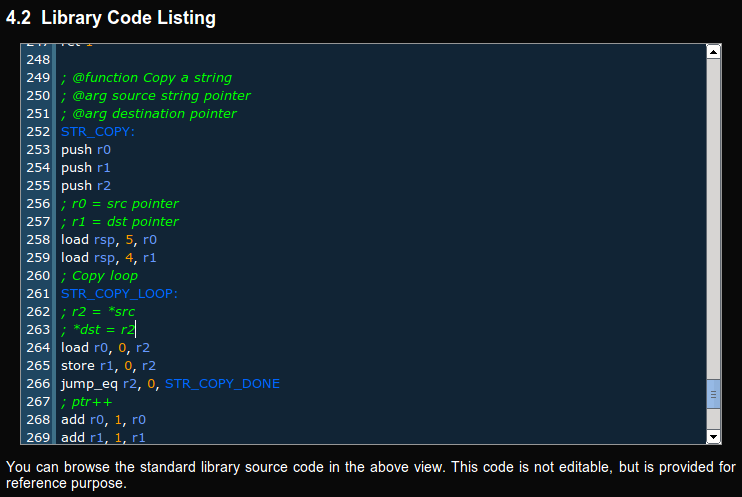 4.2 Library Code Listing
248
249 ; @function Copy a string
250 ; @arg source string pointer
251 ; @arg destination pointer
252 STR_COPY:
253 push r0
254 push r1
255 push r2
256 ; r0 = src pointer
257 ; r1 = dst pointer
258 load rsp, 5, r0
259 load rsp, 4, r1
260 ; Copy loop
261 STR_COPY_LOOP:
262 ; r2 = *src
263 ; *dst = r2
264 load r0, 0, r2
265 store r1, 0, r2
266 jump_eq r2, 0, STR_COPY_DONE
267 ; ptr++
268 add r0, 1, r0
269 add r1, 1, r1
You can browse the standard library source code in the above view. This code is not editable, but is provided for
reference purpose.